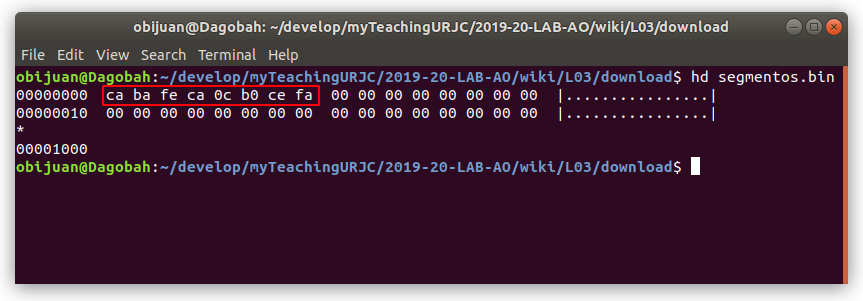 obijuan@Dagobah: ~/develop/myTeachingURJC/2019-20-LAB-AO/wiki/L03/download
File Edit View Search Terminal Help
obijuan@Dagobah:~/develop/myTeachingURJC/2019-20-LAB-AO/wiki/L03/download$ hd segmentos.bin
00000000  ca ba fe ca 0c b0 ce fa  00 00 00 00 00 00 00 00  |................|
00000010  00 00 00 00 00 00 00 00  00 00 00 00 00 00 00 00  |................|
*
00001000
obijuan@Dagobah:~/develop/myTeachingURJC/2019-20-LAB-AO/wiki/L03/download$